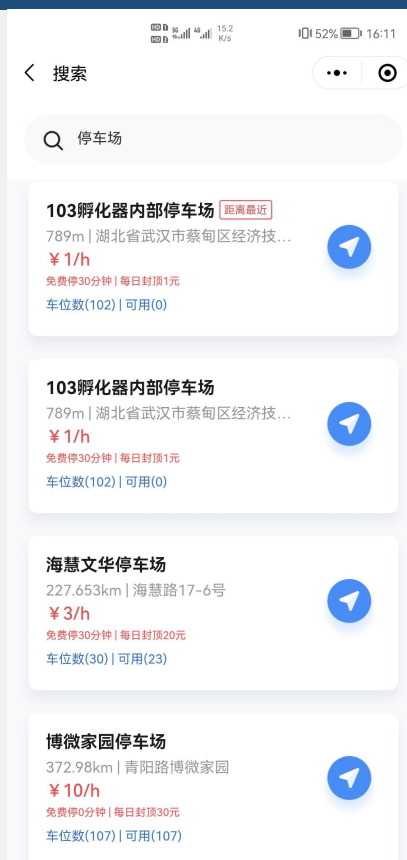 15.2
K/s
52%
16:11
搜索
停车场
103孵化器内部停车场 距离最近
789m | 湖北省武汉市蔡甸区经济技...
￥1/h
免费停30分钟 | 每日封顶1元
车位数(102) | 可用(0)
103孵化器内部停车场
789m | 湖北省武汉市蔡甸区经济技...
￥1/h
免费停30分钟 | 每日封顶1元
车位数(102) | 可用(0)
海慧文华停车场
227.653km | 海慧路17-6号
￥3/h
免费停30分钟 | 每日封顶20元
车位数(30) | 可用(23)
博微家园停车场
372.98km | 青阳路博微家园
￥10/h
免费停0分钟 | 每日封顶30元
车位数(107) | 可用(107)